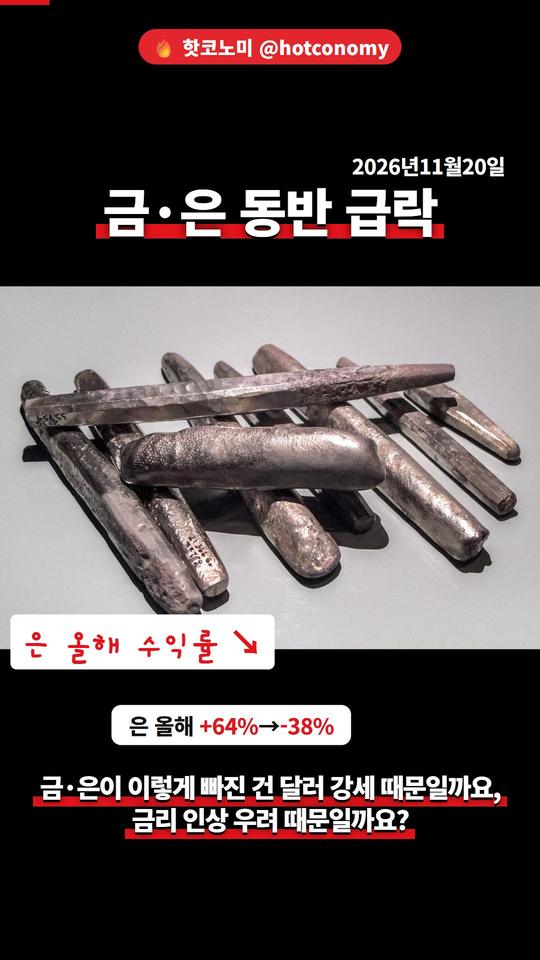 🔥 핫코노미 @hotconomy
2026년11월20일
금·은 동반 급락
은 올해 수익률 ↘
은 올해 +64%→-38%
금·은이 이렇게 빠진 건 달러 강세 때문일까요,
금리 인상 우려 때문일까요?